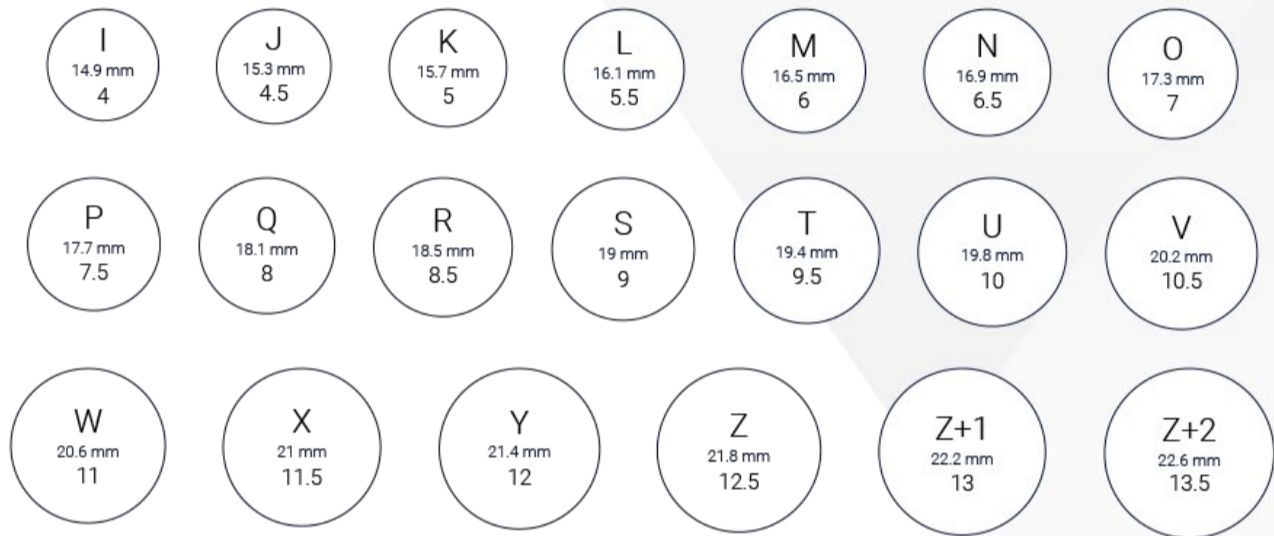 I
14.9 mm
4
J
15.3 mm
4.5
K
15.7 mm
5
L
16.1 mm
5.5
M
16.5 mm
6
N
16.9 mm
6.5
O
17.3 mm
7
P
17.7 mm
7.5
Q
18.1 mm
8
R
18.5 mm
8.5
S
19 mm
9
T
19.4 mm
9.5
U
19.8 mm
10
V
20.2 mm
10.5
W
20.6 mm
11
X
21 mm
11.5
Y
21.4 mm
12
Z
21.8 mm
12.5
Z+1
22.2 mm
13
Z+2
22.6 mm
13.5